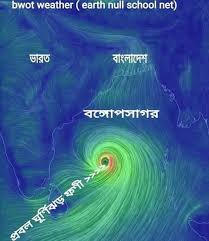 bwot weather ( earth null school net)
ভারত বাংলাদেশ
বঙ্গোপসাগর
প্রবল ঘূর্ণিঝড় ফণী >>>>